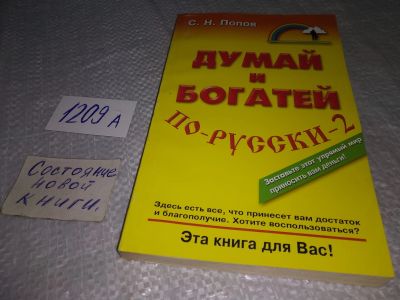 С. Н. Попов
ДУМАЙ
и
БОГАТЕЙ
ПО-РУССКИ-2
Заставьте этот упрямый мир
приносить вам деньги!
Здесь есть все, что принесет вам достаток
и благополучие. Хотите воспользоваться?
Эта книга для Вас!
1209 А
Состояние
новой
книги.